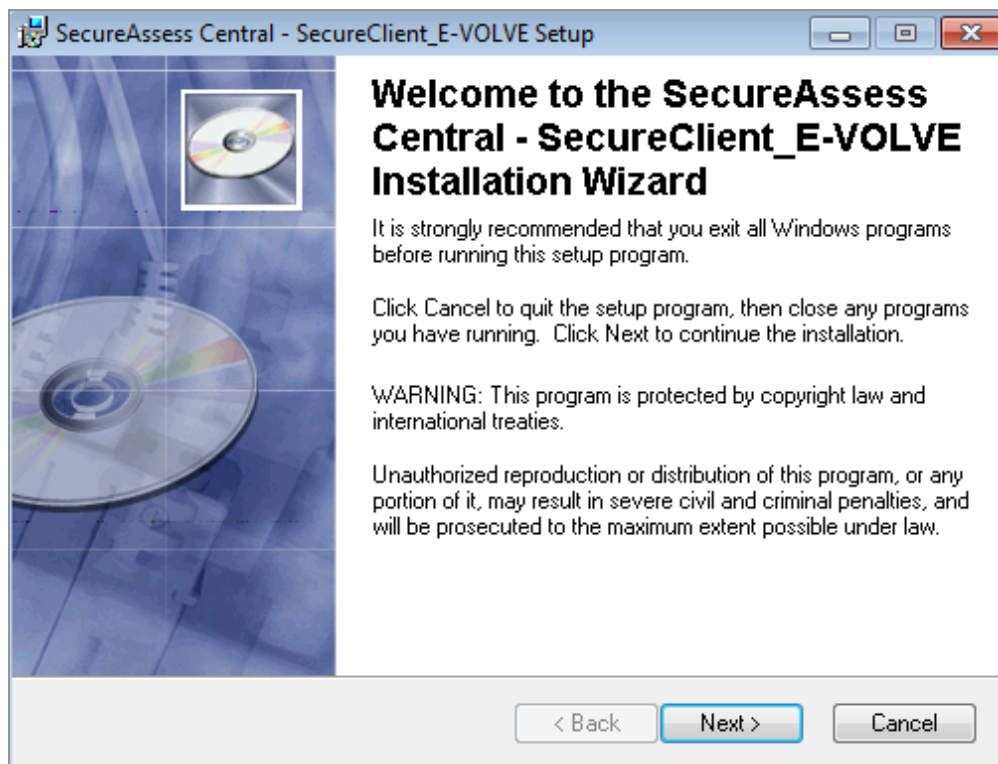 SecureAssess Central - SecureClient_E-VOLVE Setup
Welcome to the SecureAssess
Central - SecureClient_E-VOLVE
Installation Wizard
It is strongly recommended that you exit all Windows programs
before running this setup program.
Click Cancel to quit the setup program, then close any programs
you have running.  Click Next to continue the installation.
WARNING: This program is protected by copyright law and
international treaties.
Unauthorized reproduction or distribution of this program, or any
portion of it, may result in severe civil and criminal penalties, and
will be prosecuted to the maximum extent possible under law.
< Back Next > Cancel